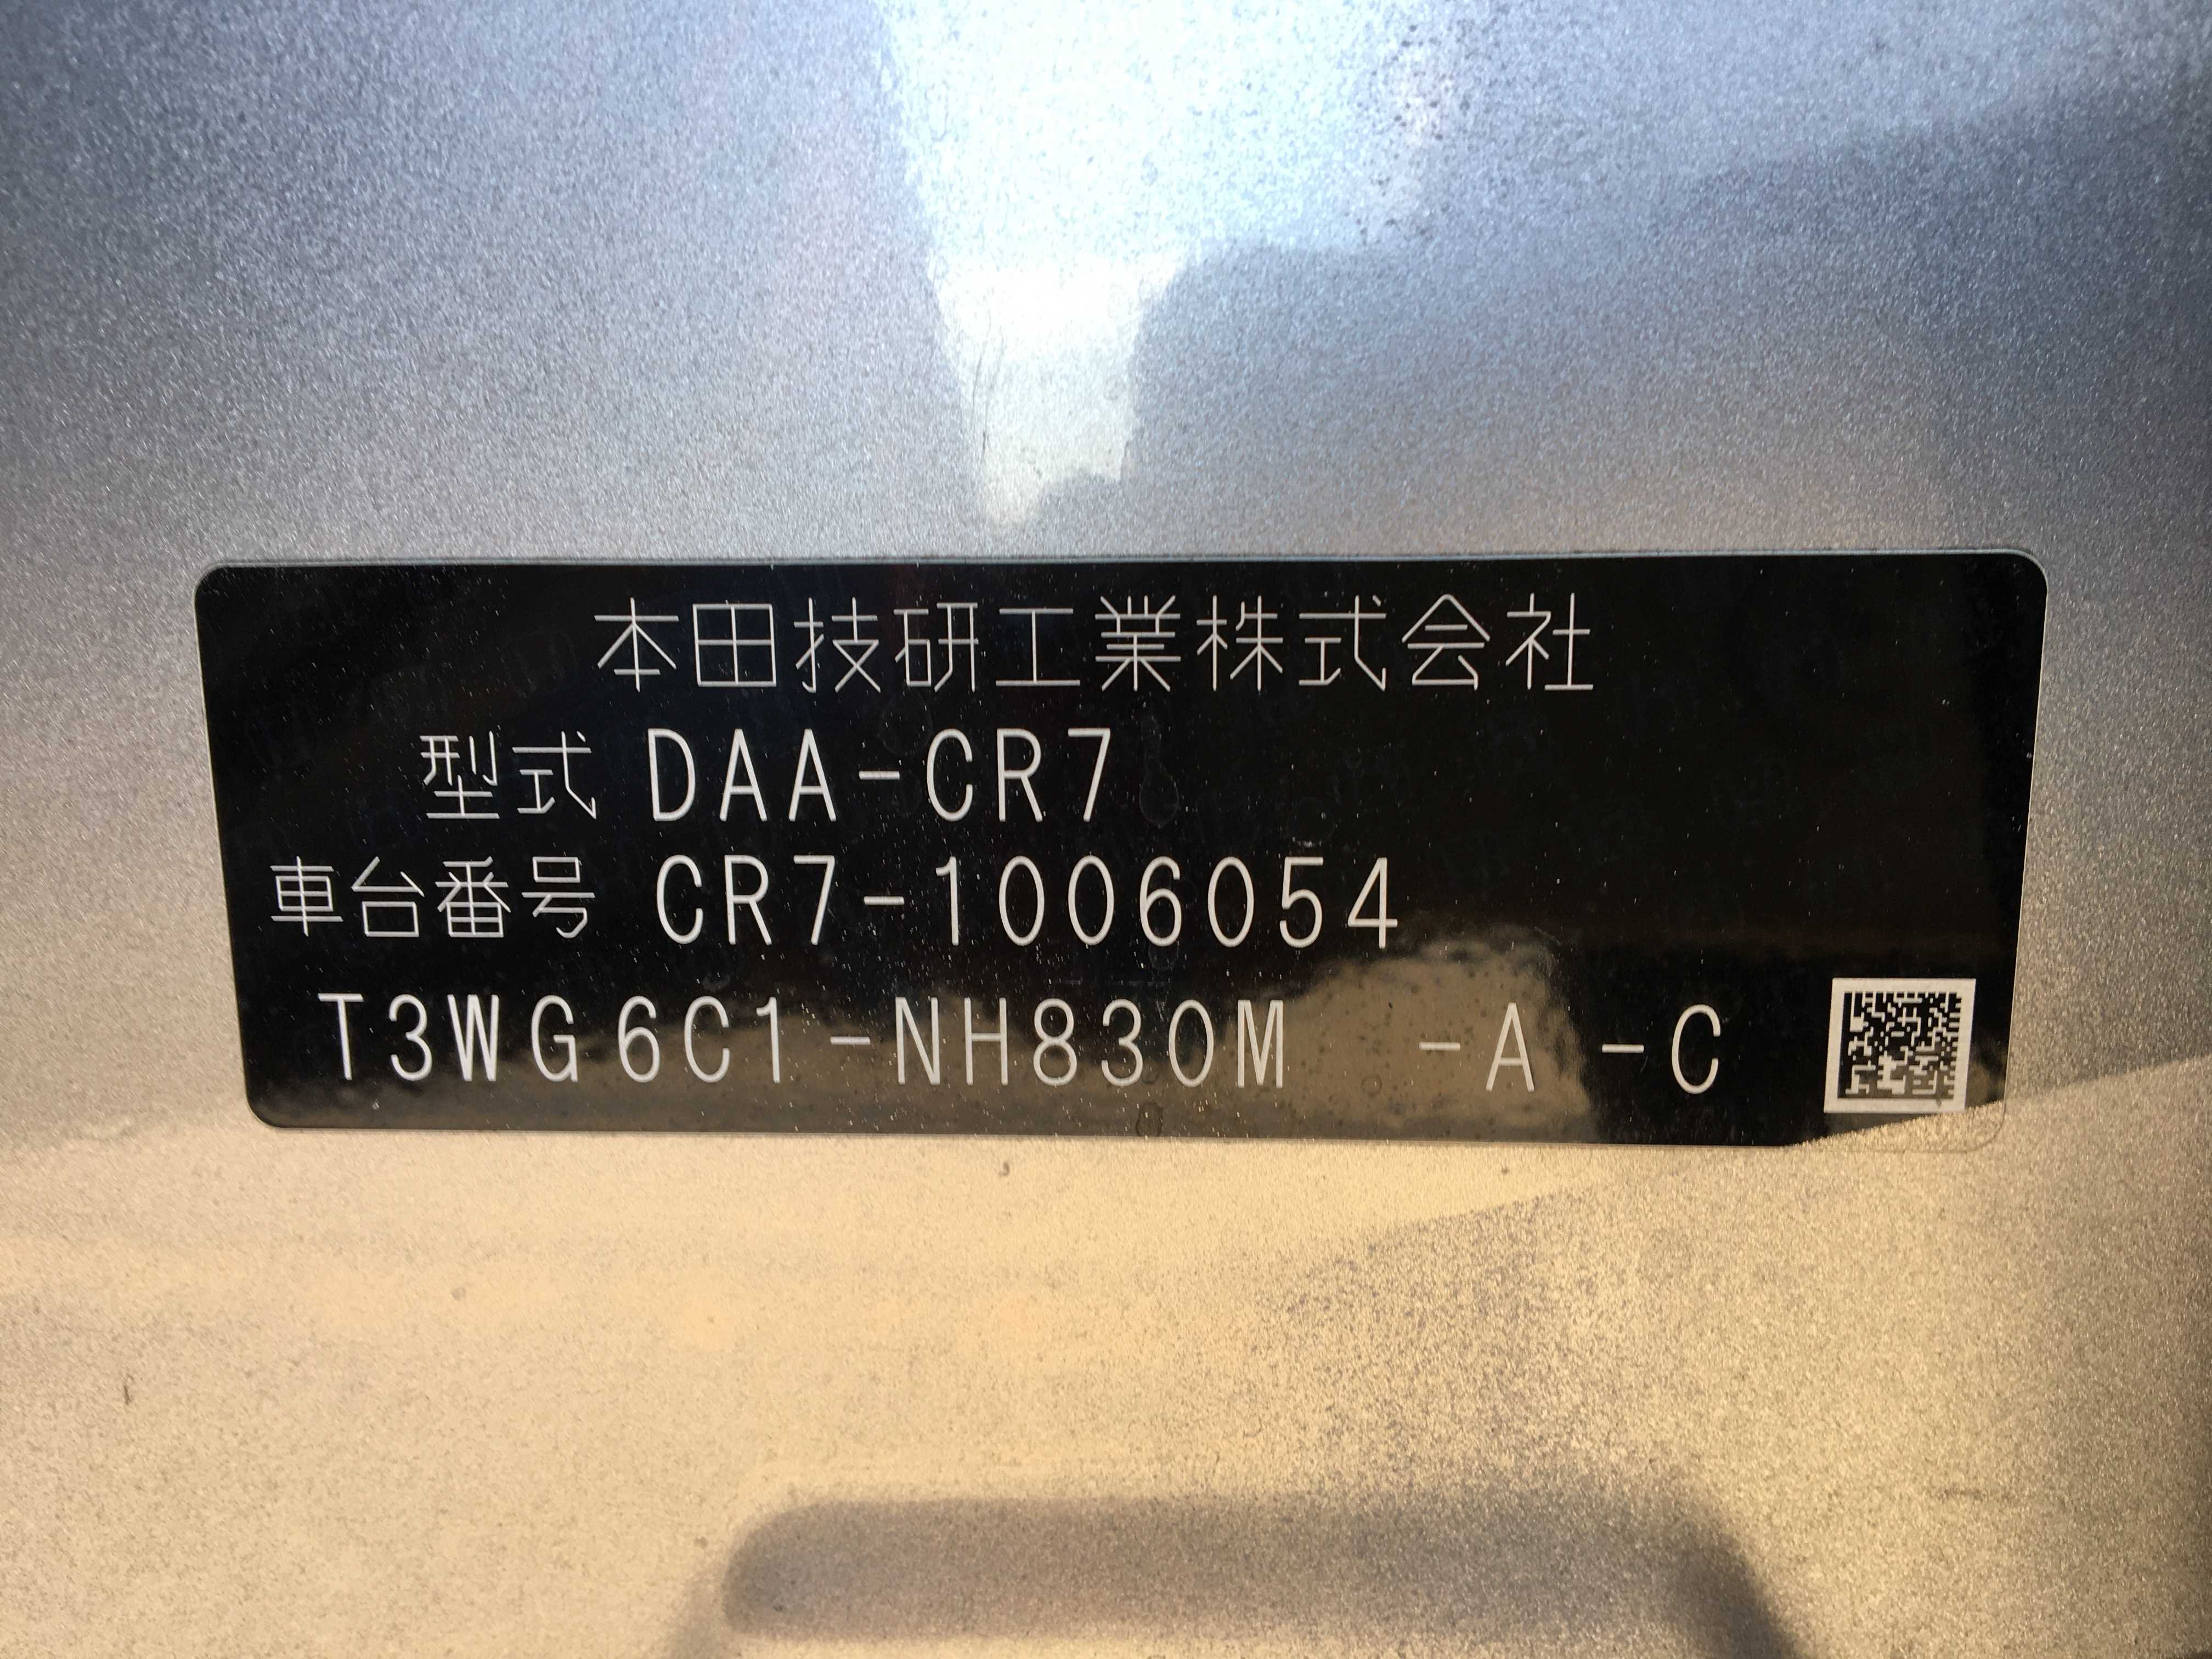 本田技研工業株式会社
型式 DAA-CR7
車台番号 CR7-1006054
T3WG6C1-NH830M -A -C